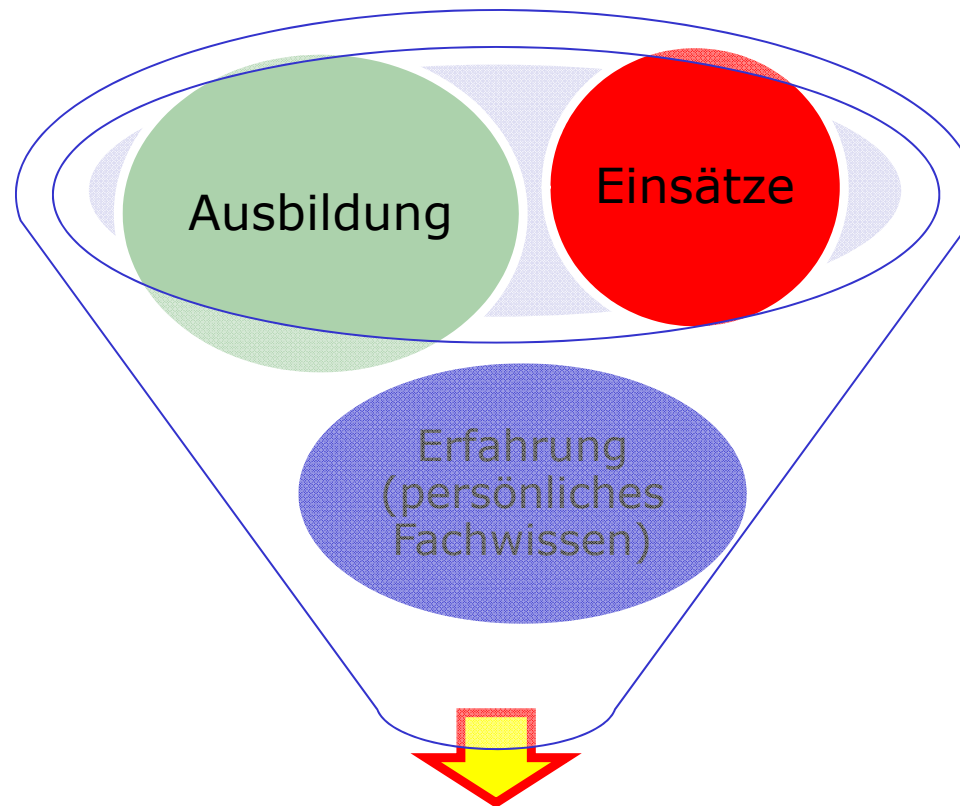 Ausbildung
Einsätze
Erfahrung
(persönliches
Fachwissen)